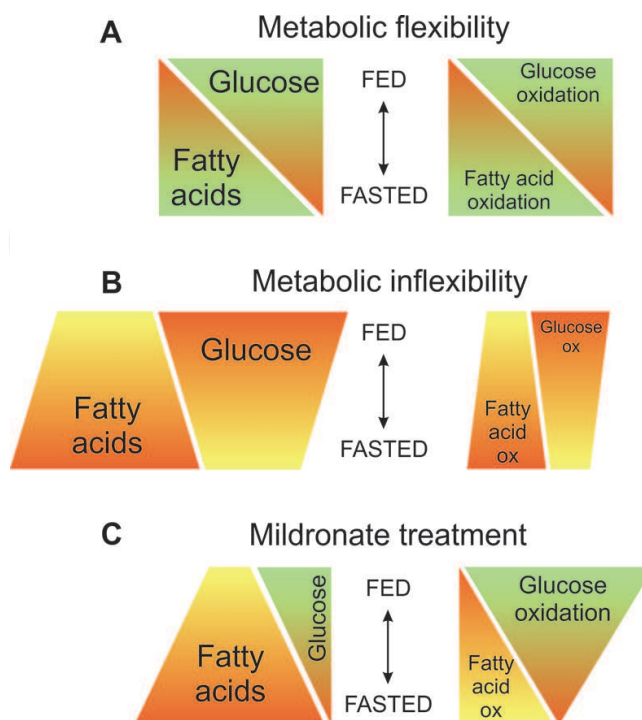 A
Metabolic flexibility
Glucose
Fatty
acids
FED
FASTED
Glucose
oxidation
Fatty acid
oxidation
B
Metabolic inflexibility
Fatty
acids
Glucose
FED
FASTED
Fatty
acid
ox
Glucose
ox
C
Mildronate treatment
Fatty
acids
Glucose
FED
FASTED
Fatty
acid
ox
Glucose
oxidation